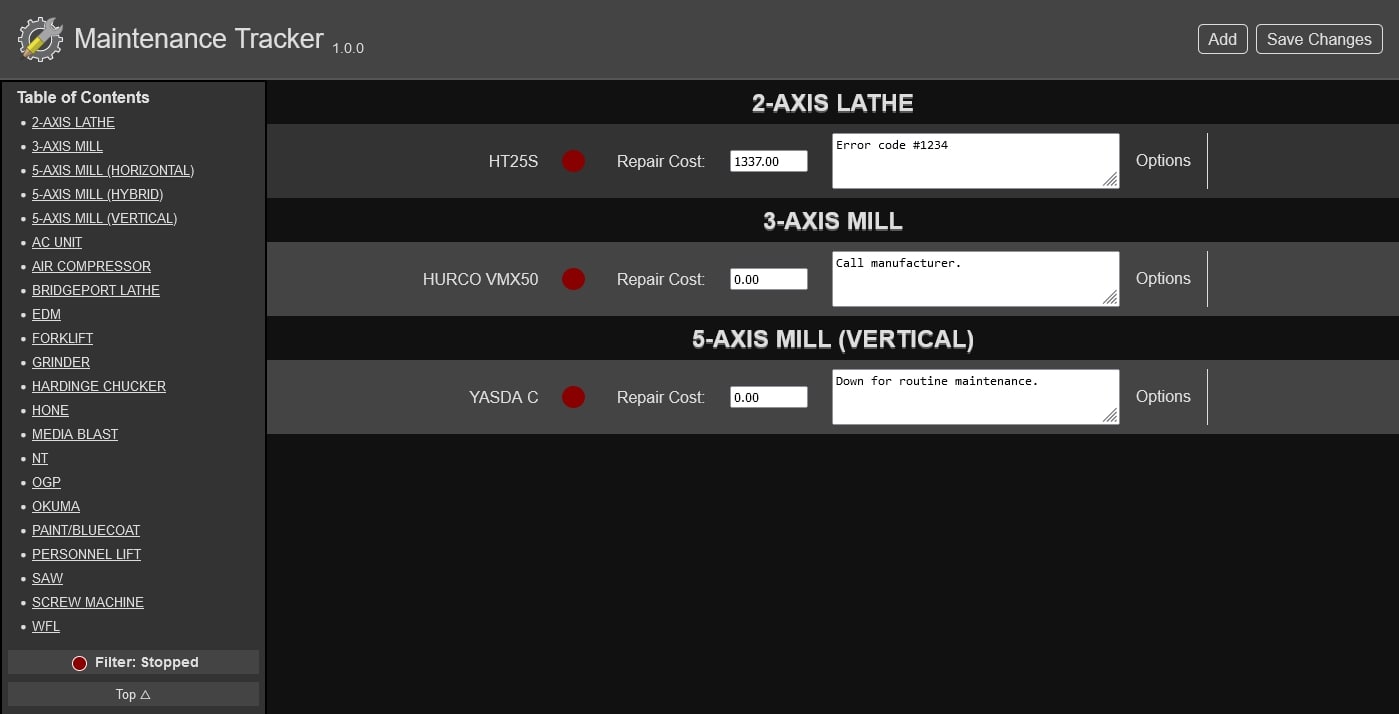 Maintenance Tracker 1.0.0
Add
Save Changes
Table of Contents
2-AXIS LATHE
3-AXIS MILL
5-AXIS MILL (HORIZONTAL)
5-AXIS MILL (HYBRID)
5-AXIS MILL (VERTICAL)
AC UNIT
AIR COMPRESSOR
BRIDGEPORT LATHE
EDM
FORKLIFT
GRINDER
HARDINGE CHUCKER
HONE
MEDIA BLAST
NT
OGP
OKUMA
PAINT/BLUECOAT
PERSONNEL LIFT
SAW
SCREW MACHINE
WFL
Filter: Stopped
Top △
2-AXIS LATHE
HT25S Repair Cost: 1337.00 Error code #1234 Options
3-AXIS MILL
HURCO VMX50 Repair Cost: 0.00 Call manufacturer. Options
5-AXIS MILL (VERTICAL)
YASDA C Repair Cost: 0.00 Down for routine maintenance. Options